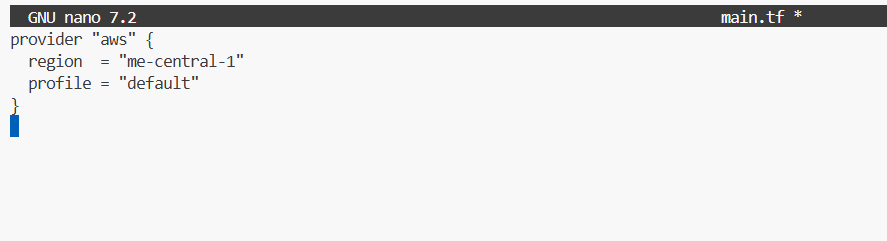 GNU nano 7.2 main.tf *
provider "aws" {
  region  = "me-central-1"
  profile = "default"
}